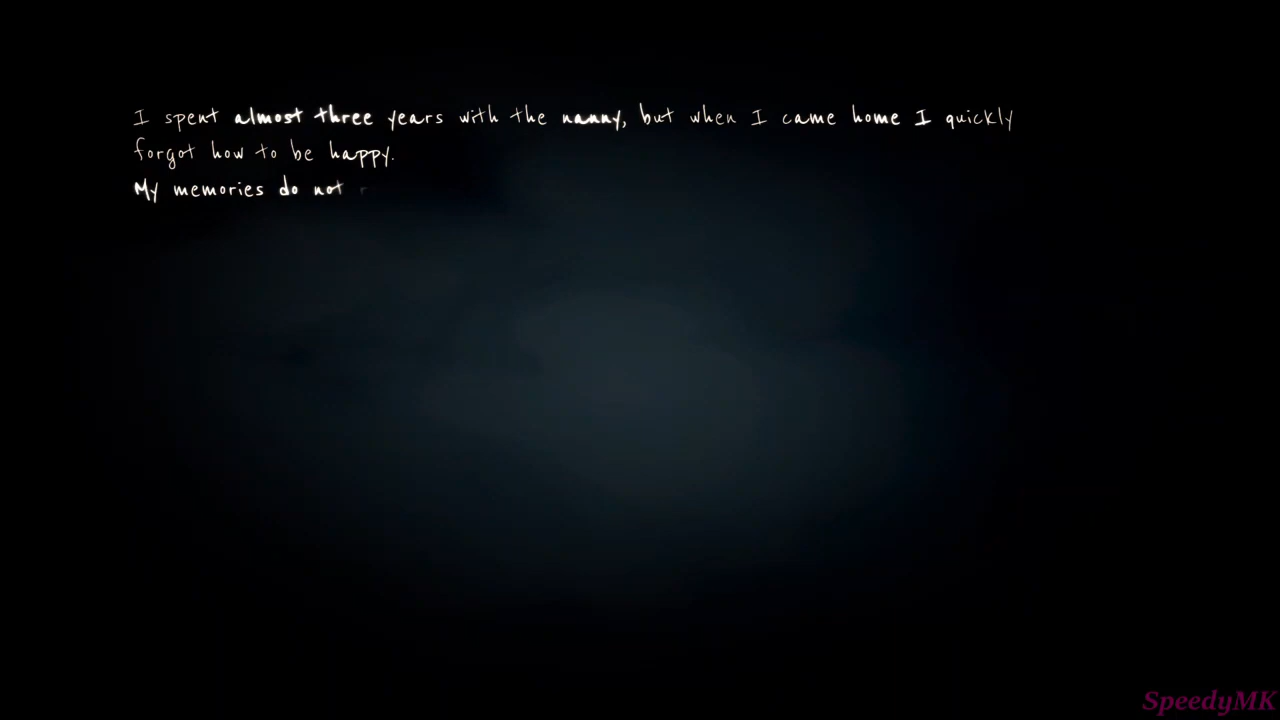 I spent almost three years with the nanny, but when I came home I quickly
forgot how to be happy.
My memories do not
SpeedyMK